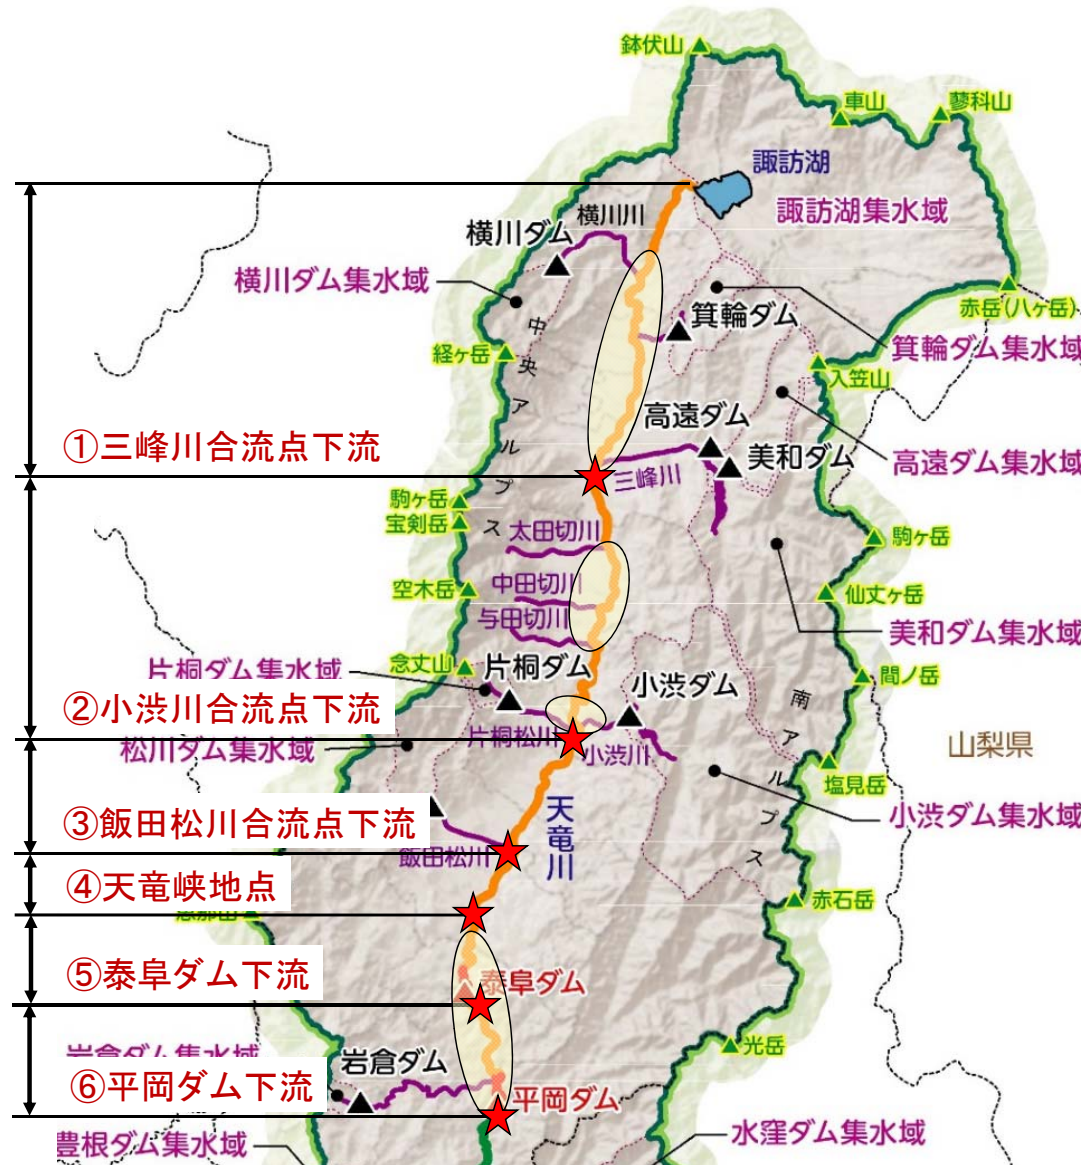 鉢伏山
車山
蓼科山
諏訪湖
諏訪湖集水域
横川川
横川ダム
横川ダム集水域
赤岳(八ヶ岳)
箕輪ダム
箕輪ダム集水域
経ヶ岳
入笠山
中央アルプス
高遠ダム
①三峰川合流点下流
美和ダム
高遠ダム集水域
三峰川
駒ヶ岳
宝剣岳
太田切川
駒ヶ岳
中田切川
空木岳
仙丈ヶ岳
与田切川
美和ダム集水域
片桐ダム集水域
念丈山
片桐ダム
小渋ダム
間ノ岳
南アルプス
②小渋川合流点下流
片桐松川
松川ダム集水域
小渋川
山梨県
塩見岳
天竜川
小渋ダム集水域
③飯田松川合流点下流
飯田松川
④天竜峡地点
赤石岳
恵那山
⑤泰阜ダム下流
泰阜ダム
光岳
岩倉ダム集水域
岩倉ダム
⑥平岡ダム下流
平岡ダム
豊根ダム集水域
水窪ダム集水域